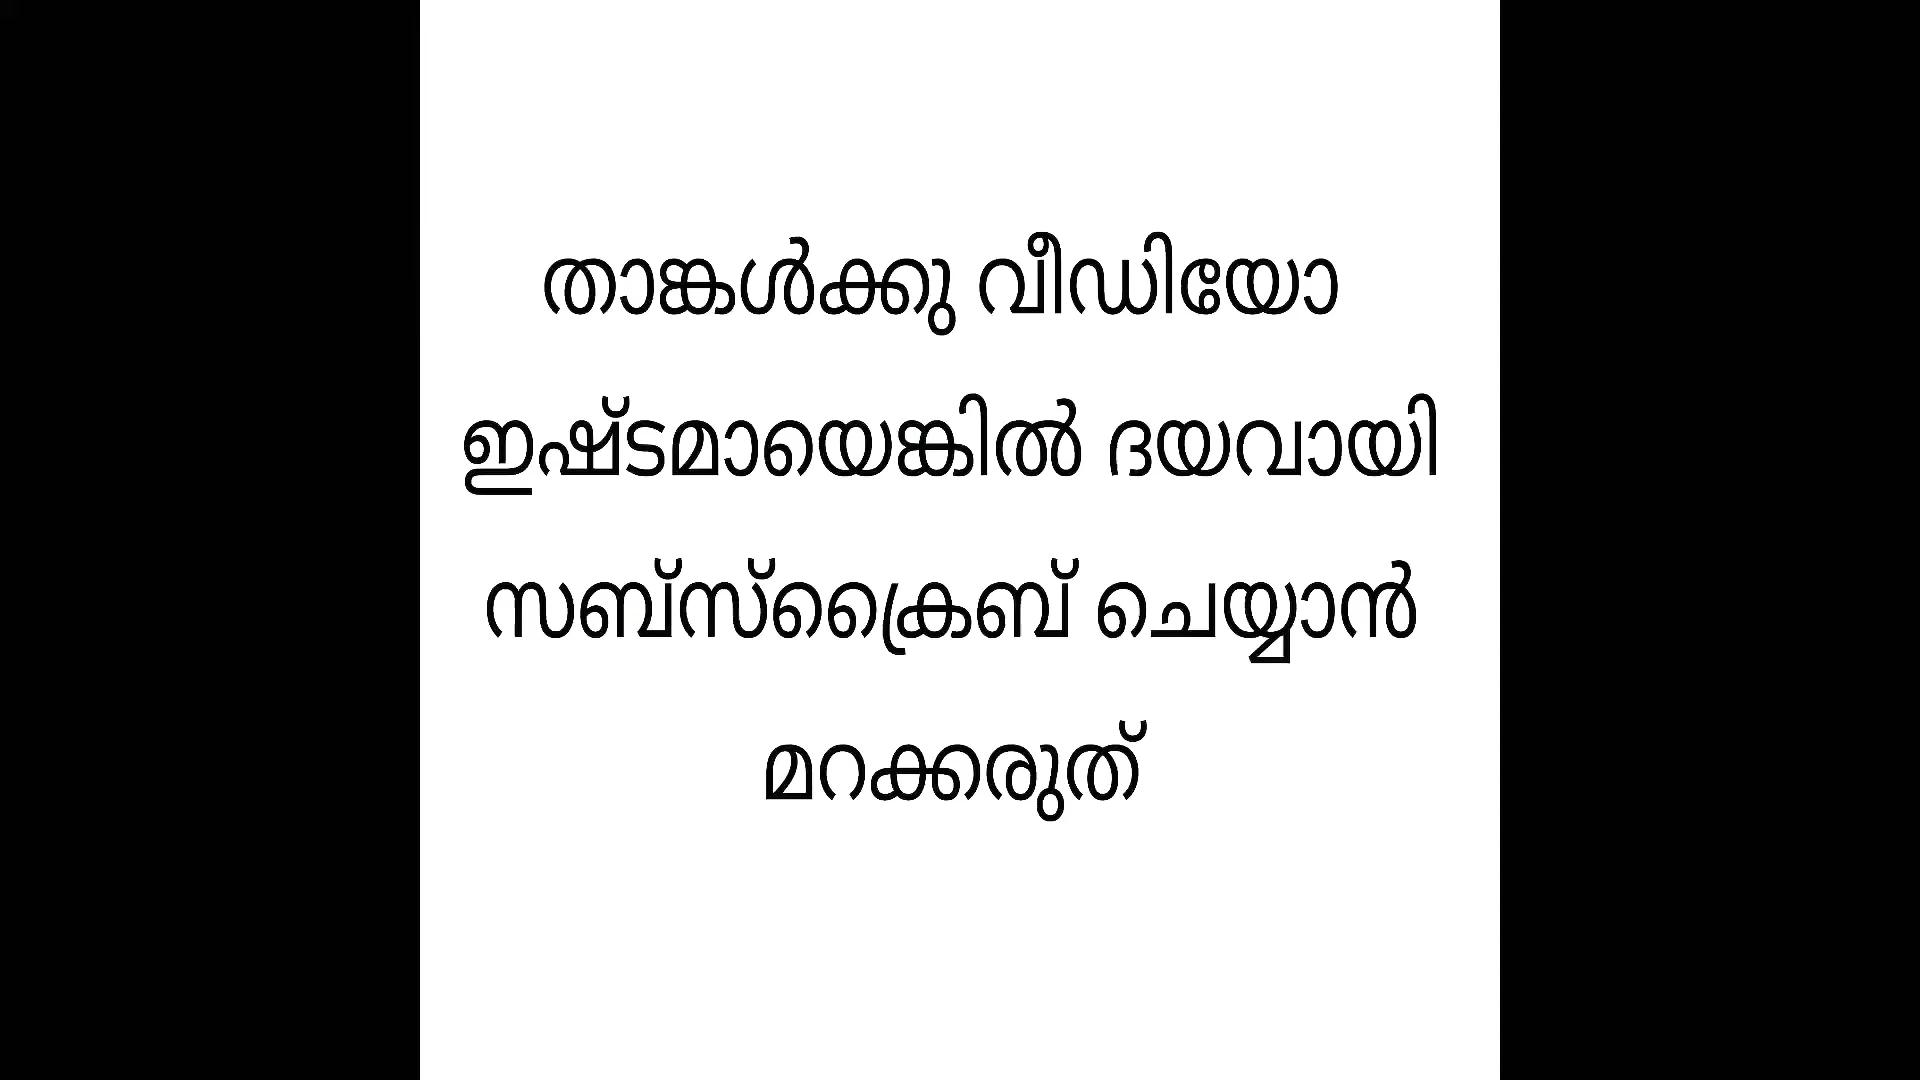 താങ്കൾക്കു വീഡിയോ
ഇഷ്ടമായെങ്കിൽ ദയവായി
സബ്സ്ക്രൈബ് ചെയ്യാൻ
മറക്കരുത്